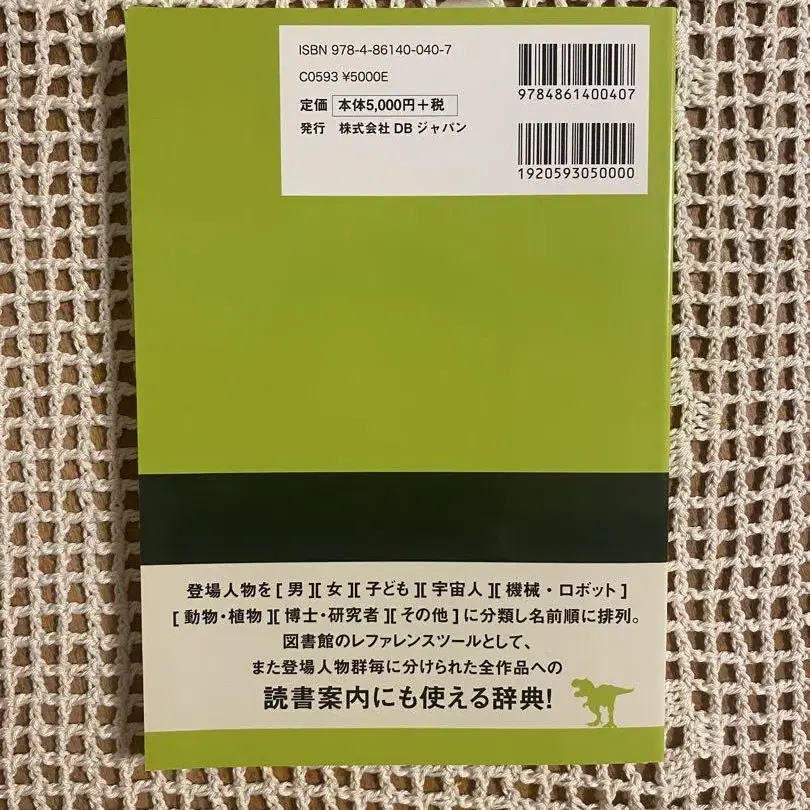 ISBN 978-4-86140-040-7
C0593 ¥5000E
定価 本体5,000円+税
発行 株式会社 DB ジャパン
9784861400407
1920593050000
登場人物を[ 男 ][ 女 ][ 子ども ][ 宇宙人 ][ 機械・ロボット ]
[ 動物・植物 ][ 博士・研究者 ][ その他 ] に分類し名前順に排列。
図書館のレファレンスツールとして、
また登場人物群毎に分けられた全作品への
読書案内にも使える辞典!